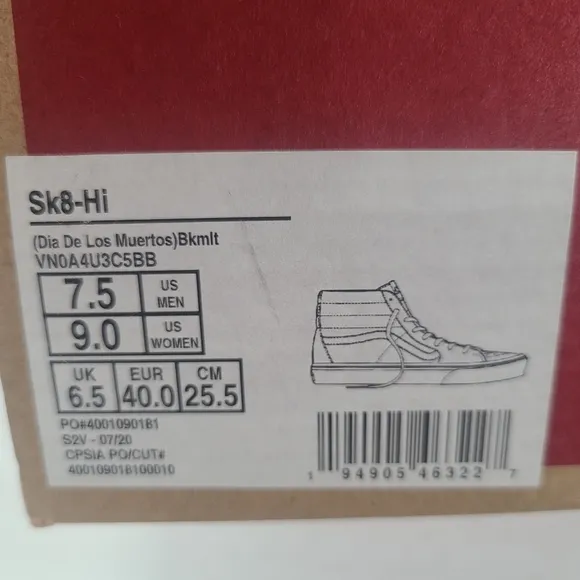 Sk8-Hi
(Dia De Los Muertos)Bkmlt
VN0A4U3C5BB
7.5 US MEN
9.0 US WOMEN
UK EUR CM
6.5 40.0 25.5
PO#4001090181
S2V - 07/20
CPSIA PO/CUT#
400109018100010
1 94905 46322 7